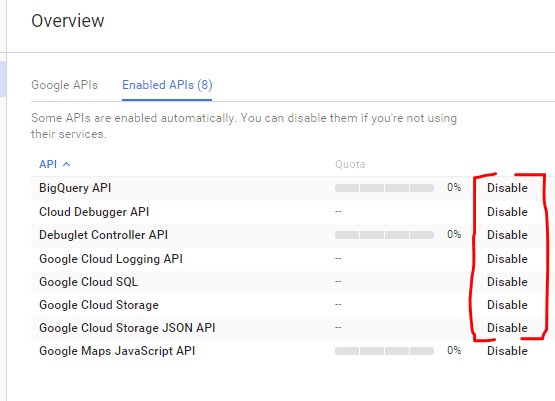 Overview
Google APIs Enabled APIs (8)
Some APIs are enabled automatically. You can disable them if you're not using
their services.
API Quota
BigQuery API 0% Disable
Cloud Debugger API -- Disable
Debuglet Controller API 0% Disable
Google Cloud Logging API -- Disable
Google Cloud SQL -- Disable
Google Cloud Storage -- Disable
Google Cloud Storage JSON API -- Disable
Google Maps JavaScript API 0% Disable